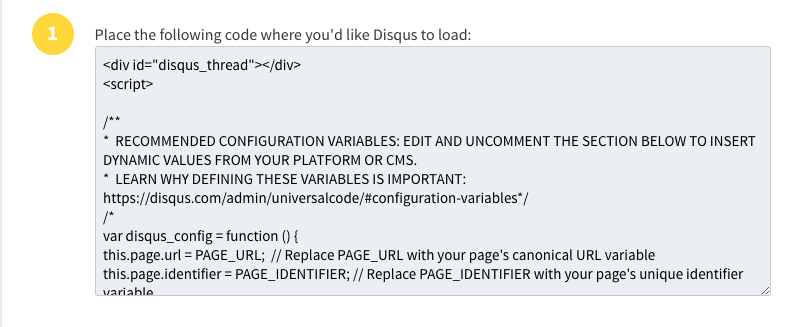 1
Place the following code where you'd like Disqus to load:
<div id="disqus_thread"></div>
<script>
/**
*  RECOMMENDED CONFIGURATION VARIABLES: EDIT AND UNCOMMENT THE SECTION BELOW TO INSERT
DYNAMIC VALUES FROM YOUR PLATFORM OR CMS.
*  LEARN WHY DEFINING THESE VARIABLES IS IMPORTANT:
https://disqus.com/admin/universalcode/#configuration-variables*/
/*
var disqus_config = function () {
this.page.url = PAGE_URL;  // Replace PAGE_URL with your page's canonical URL variable
this.page.identifier = PAGE_IDENTIFIER; // Replace PAGE_IDENTIFIER with your page's unique identifier
variable